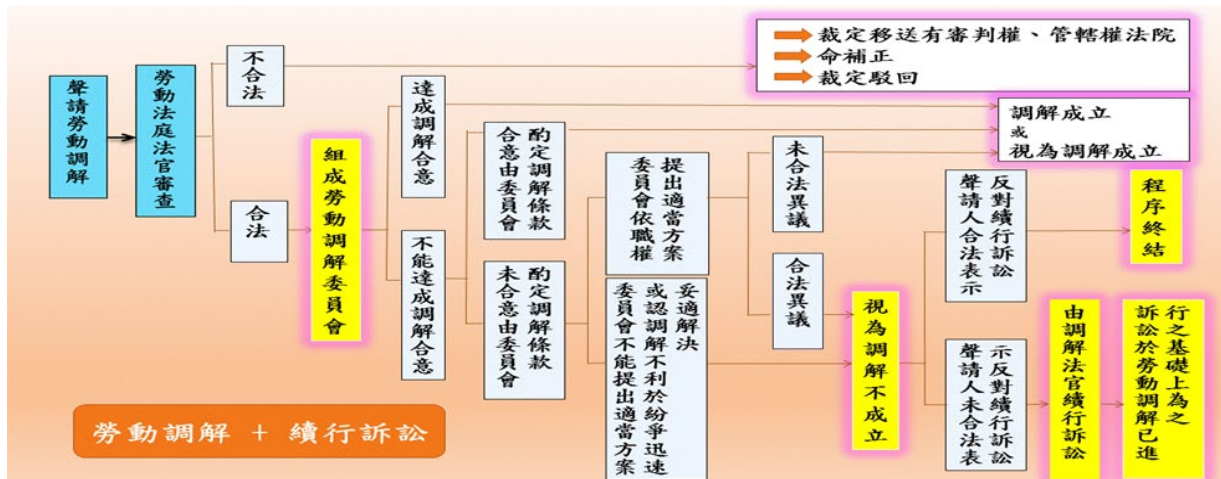 聲請勞動調解
勞動法庭法官審查
不合法
裁定移送有審判權、管轄權法院
命補正
裁定駁回
合法
組成勞動調解委員會
達成調解合意
調解成立
或
視為調解成立
不能達成調解合意
合意由委員會
酌定調解條款
未合意由委員會
酌定調解條款
委員會依職權
提出適當方案
委員會不能提出適當方案
或認調解不利於紛爭迅速
妥適解決
未合法異議
合法異議
視為調解不成立
聲請人合法表示
反對續行訴訟
程序終結
聲請人未合法表
示反對續行訴訟
由調解法官續行訴訟
訴訟於勞動調解已進
行之基礎上為之
勞動調解 + 續行訴訟